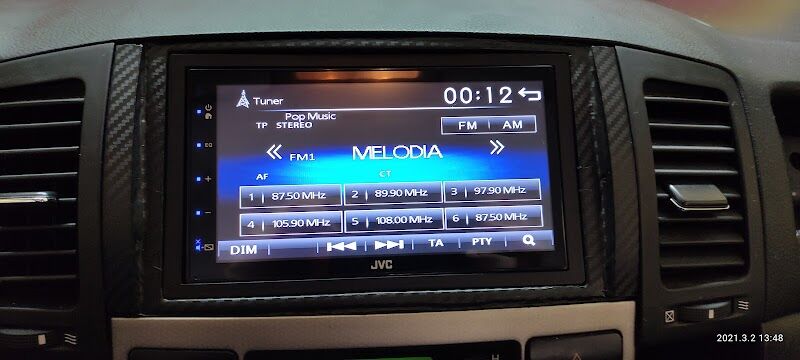 Tuner
00:12
Pop Music
TP STEREO
FM AM
FM1 MELODIA
AF CT
1 87.50 MHz 2 89.90 MHz 3 97.90 MHz
4 105.90 MHz 5 108.00 MHz 6 87.50 MHz
DIM TA PTY
EQ
+
−
JVC
H
2021.3.2 13:48